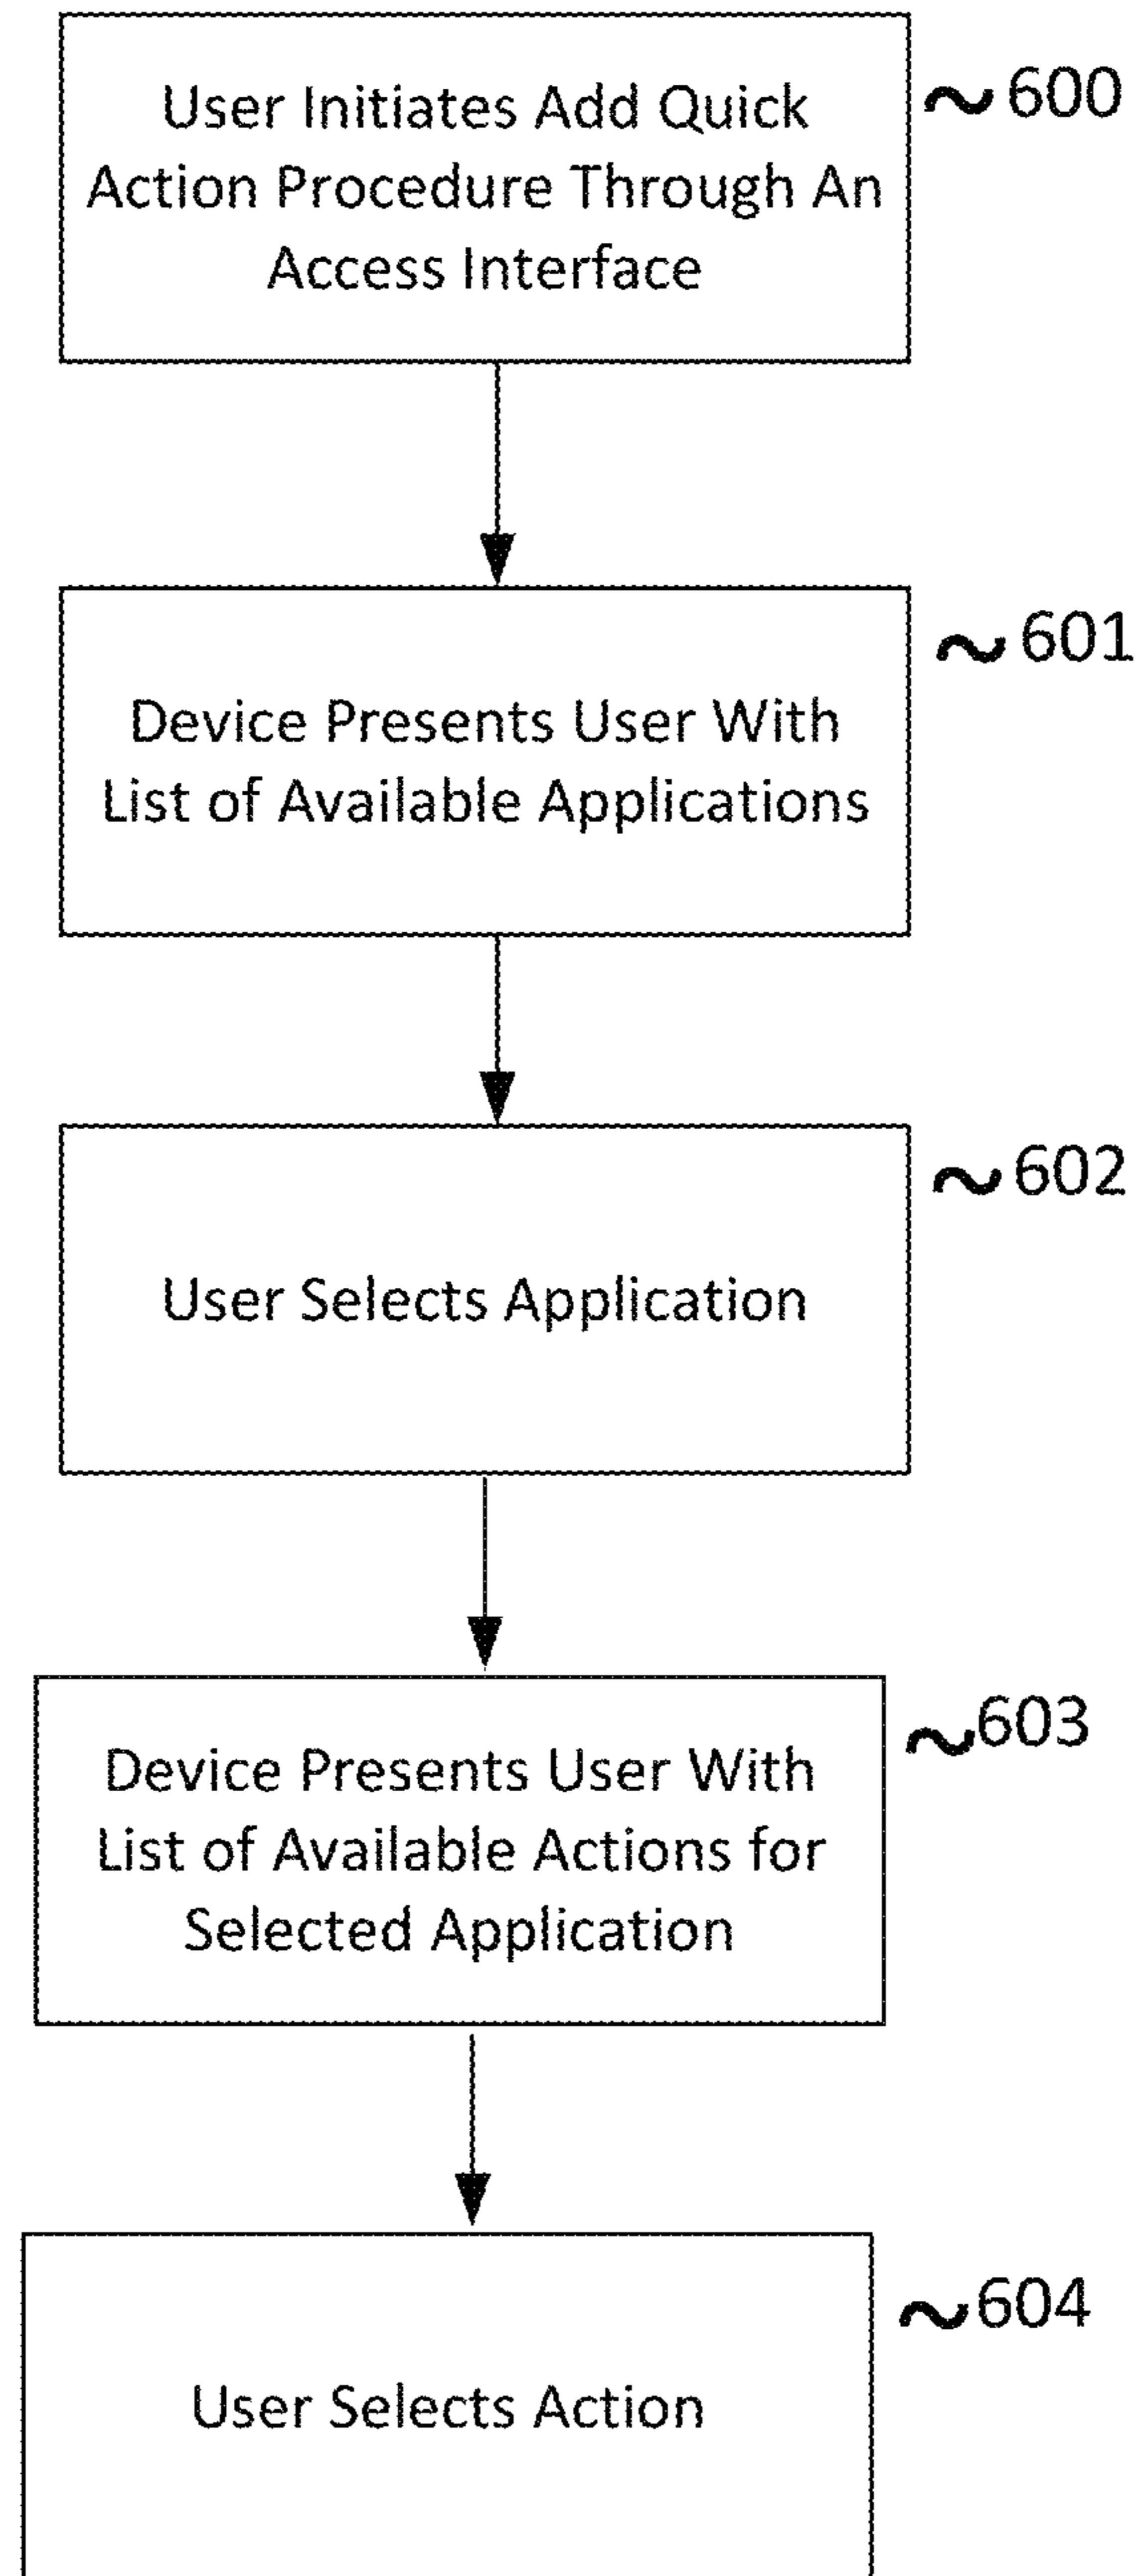 User Initiates Add Quick
Action Procedure Through An
Access Interface
600
Device Presents User With
List of Available Applications
601
User Selects Application
602
Device Presents User With
List of Available Actions for
Selected Application
603
User Selects Action
604